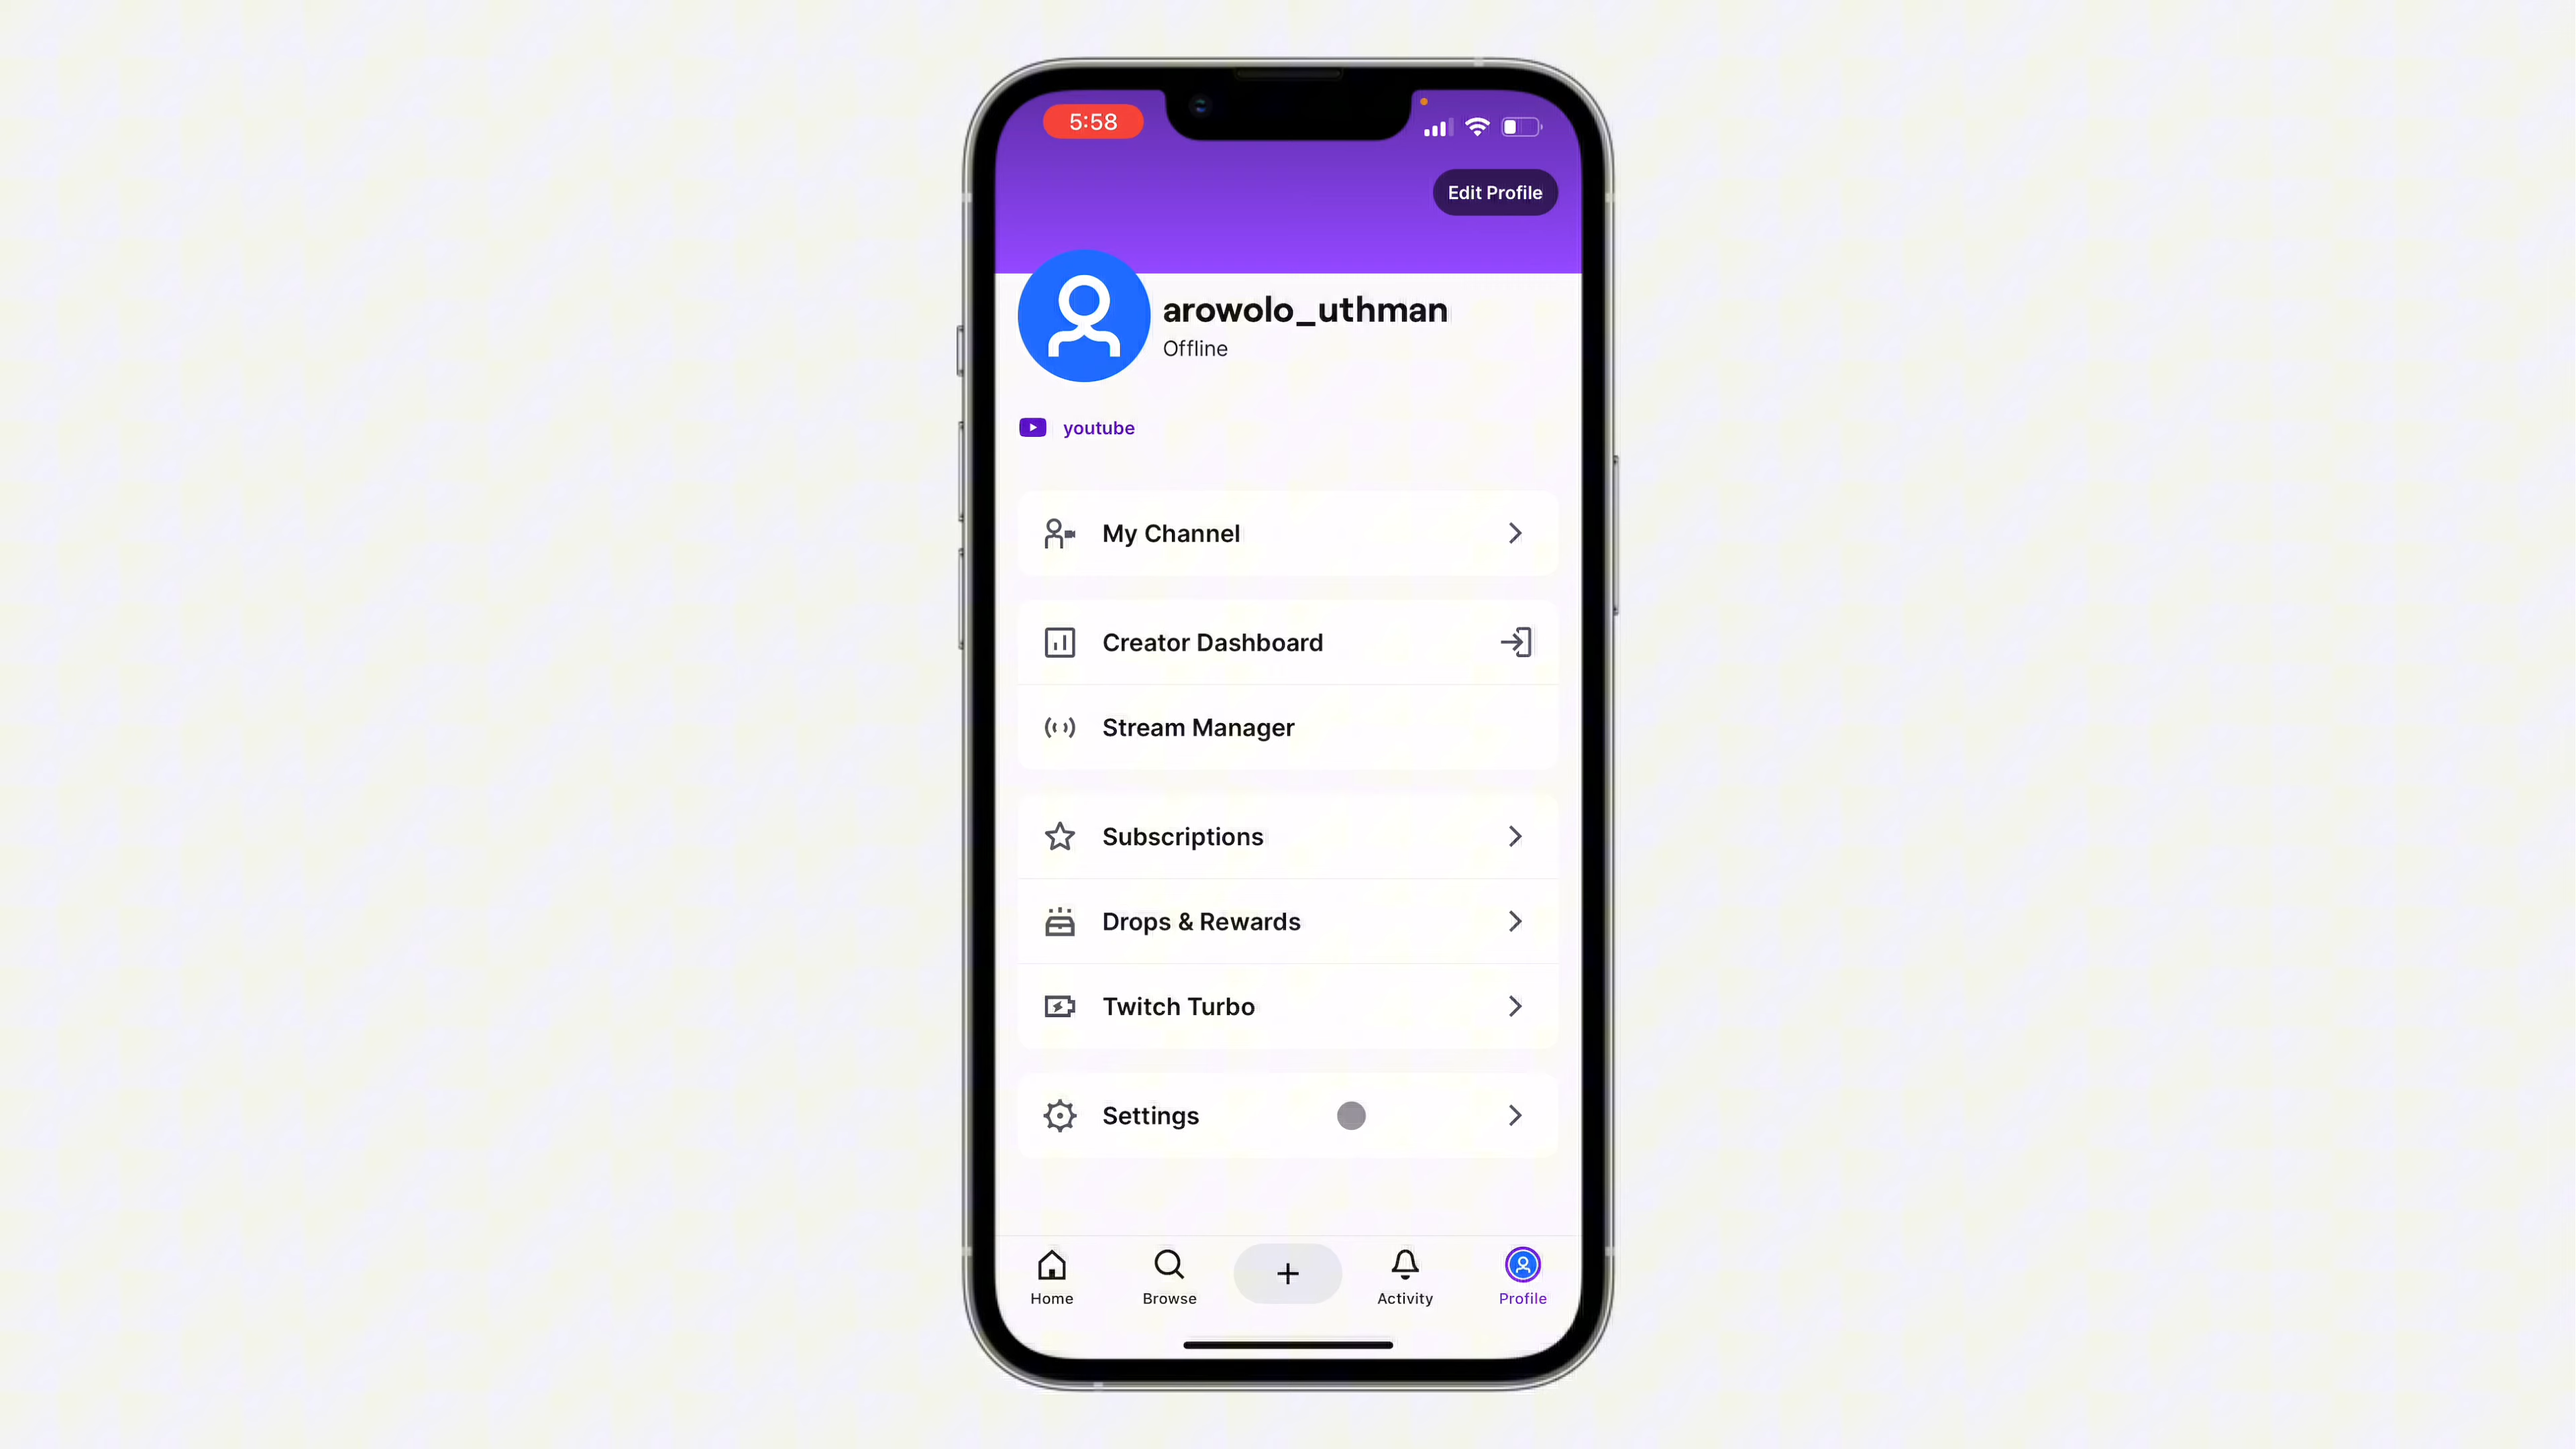 5:58
Edit Profile
arowolo_uthman
Offline
youtube
My Channel
Creator Dashboard
Stream Manager
Subscriptions
Drops & Rewards
Twitch Turbo
Settings
Home
Browse
Activity
Profile